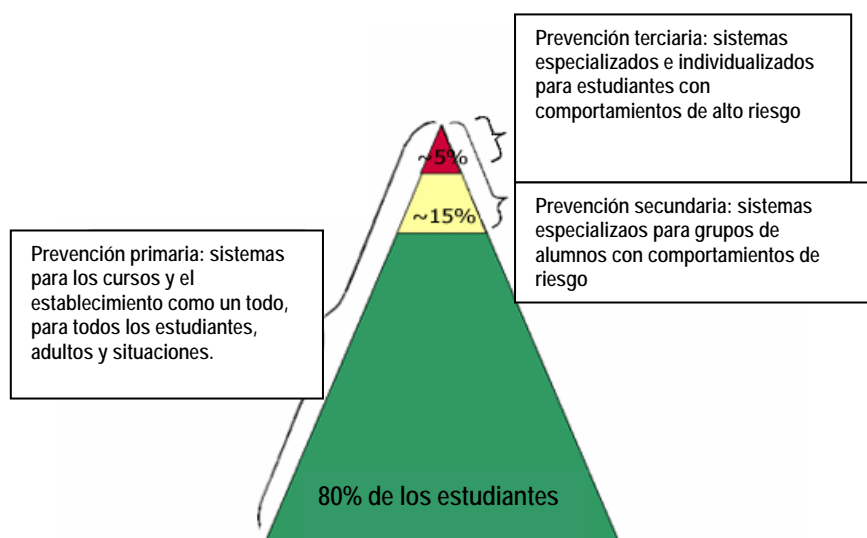 Prevención terciaria: sistemas
especializados e individualizados
para estudiantes con
comportamientos de alto riesgo
~5%
~15%
Prevención secundaria: sistemas
especializaos para grupos de
alumnos con comportamientos de
riesgo
Prevención primaria: sistemas
para los cursos y el
establecimiento como un todo,
para todos los estudiantes,
adultos y situaciones.
80% de los estudiantes